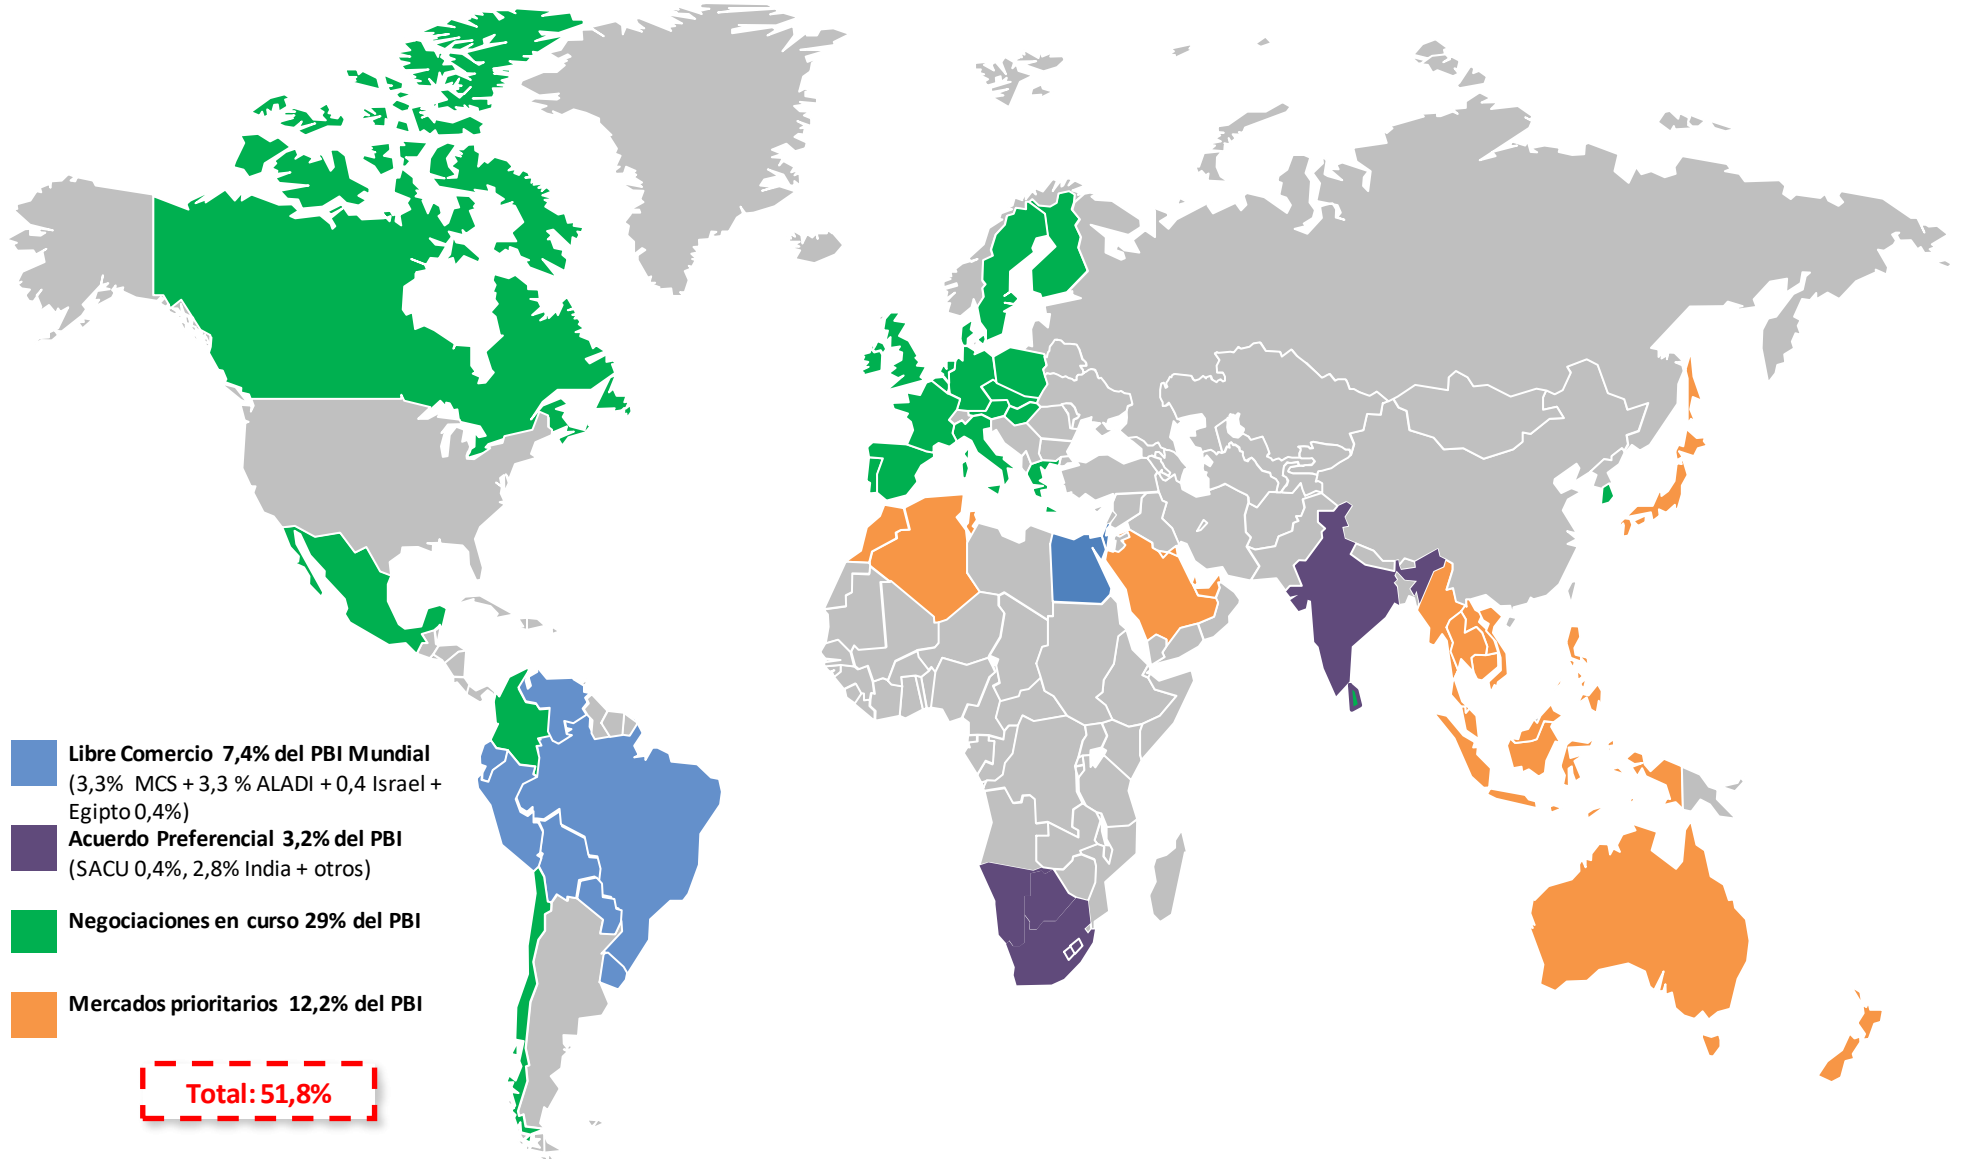 Libre Comercio 7,4% del PBI Mundial
(3,3% MCS + 3,3 % ALADI + 0,4 Israel +
Egipto 0,4%)
Acuerdo Preferencial 3,2% del PBI
(SACU 0,4%, 2,8% India + otros)
Negociaciones en curso 29% del PBI
Mercados prioritarios 12,2% del PBI
Total: 51,8%